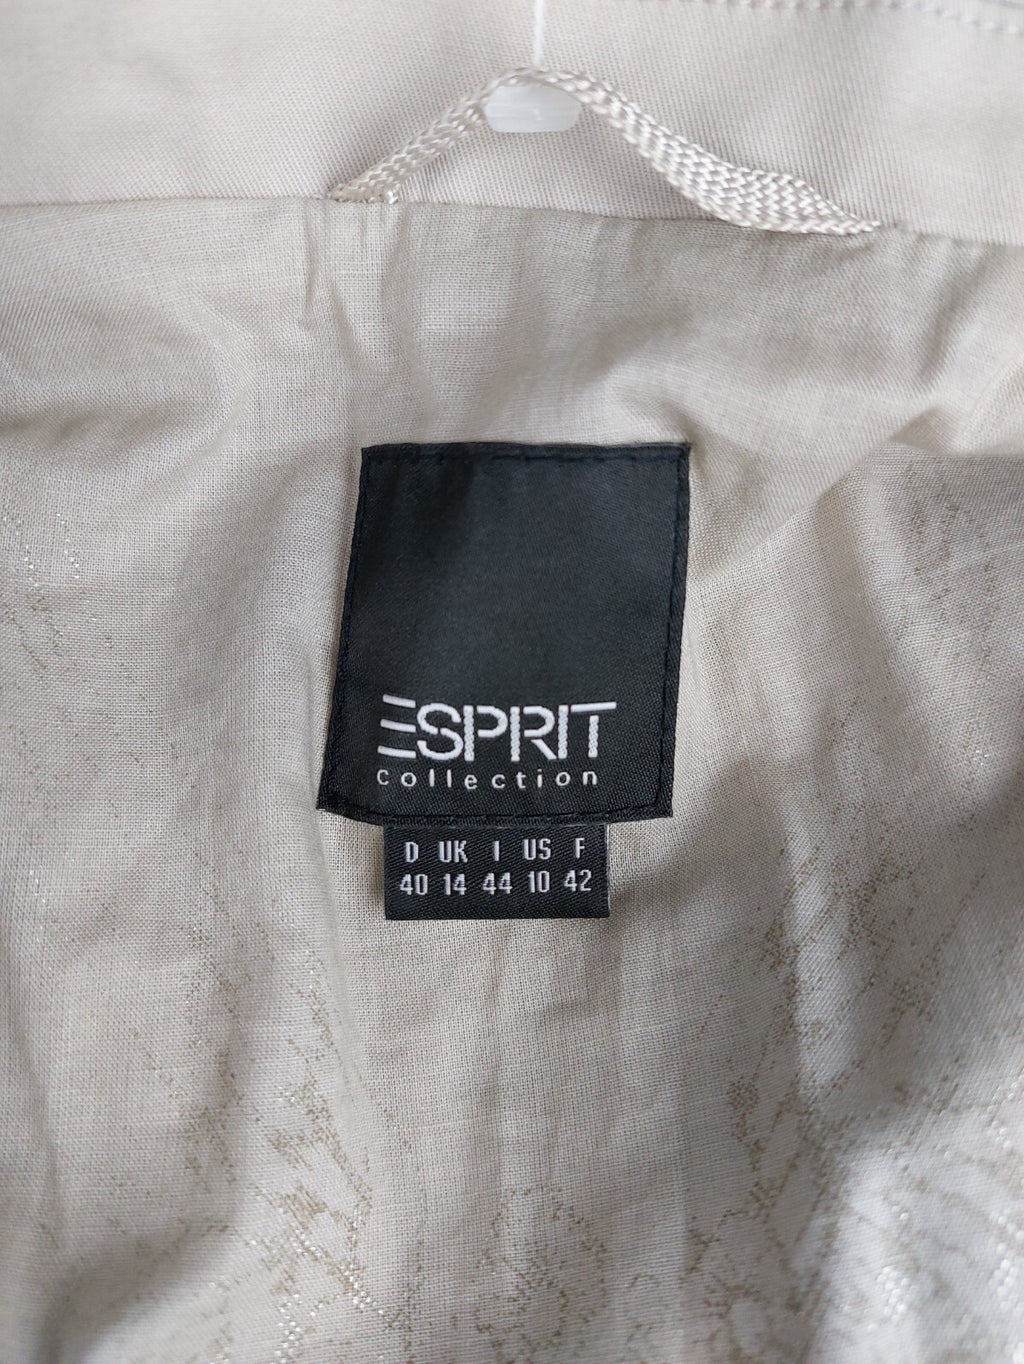 ESPRIT
collection
D UK I US F
40 14 44 10 42